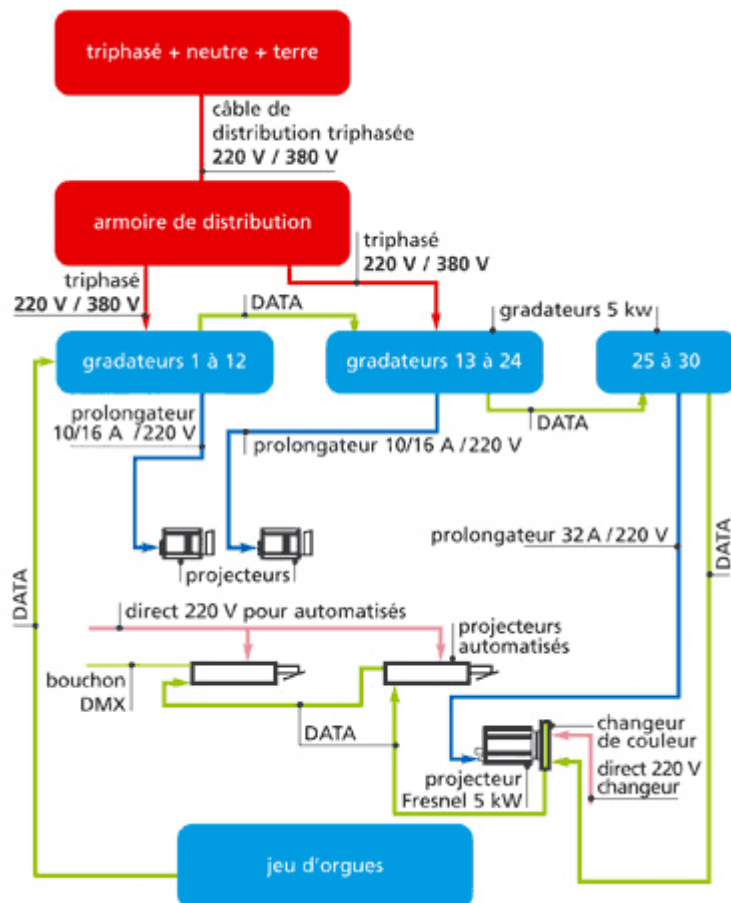 triphasé + neutre + terre
câble de
distribution triphasée
220 V / 380 V
armoire de distribution
triphasé
220 V / 380 V
triphasé
220 V / 380 V
DATA
gradateurs 5 kw
gradateurs 1 à 12
gradateurs 13 à 24
25 à 30
prolongateur
10/16 A /220 V
prolongateur 10/16 A /220 V
DATA
prolongateur 32 A / 220 V
DATA
DATA
projecteurs
direct 220 V pour automatisés
projecteurs
automatisés
bouchon
DMX
DATA
changeur
de couleur
projecteur
Fresnel 5 kW
direct 220 V
changeur
jeu d'orgues